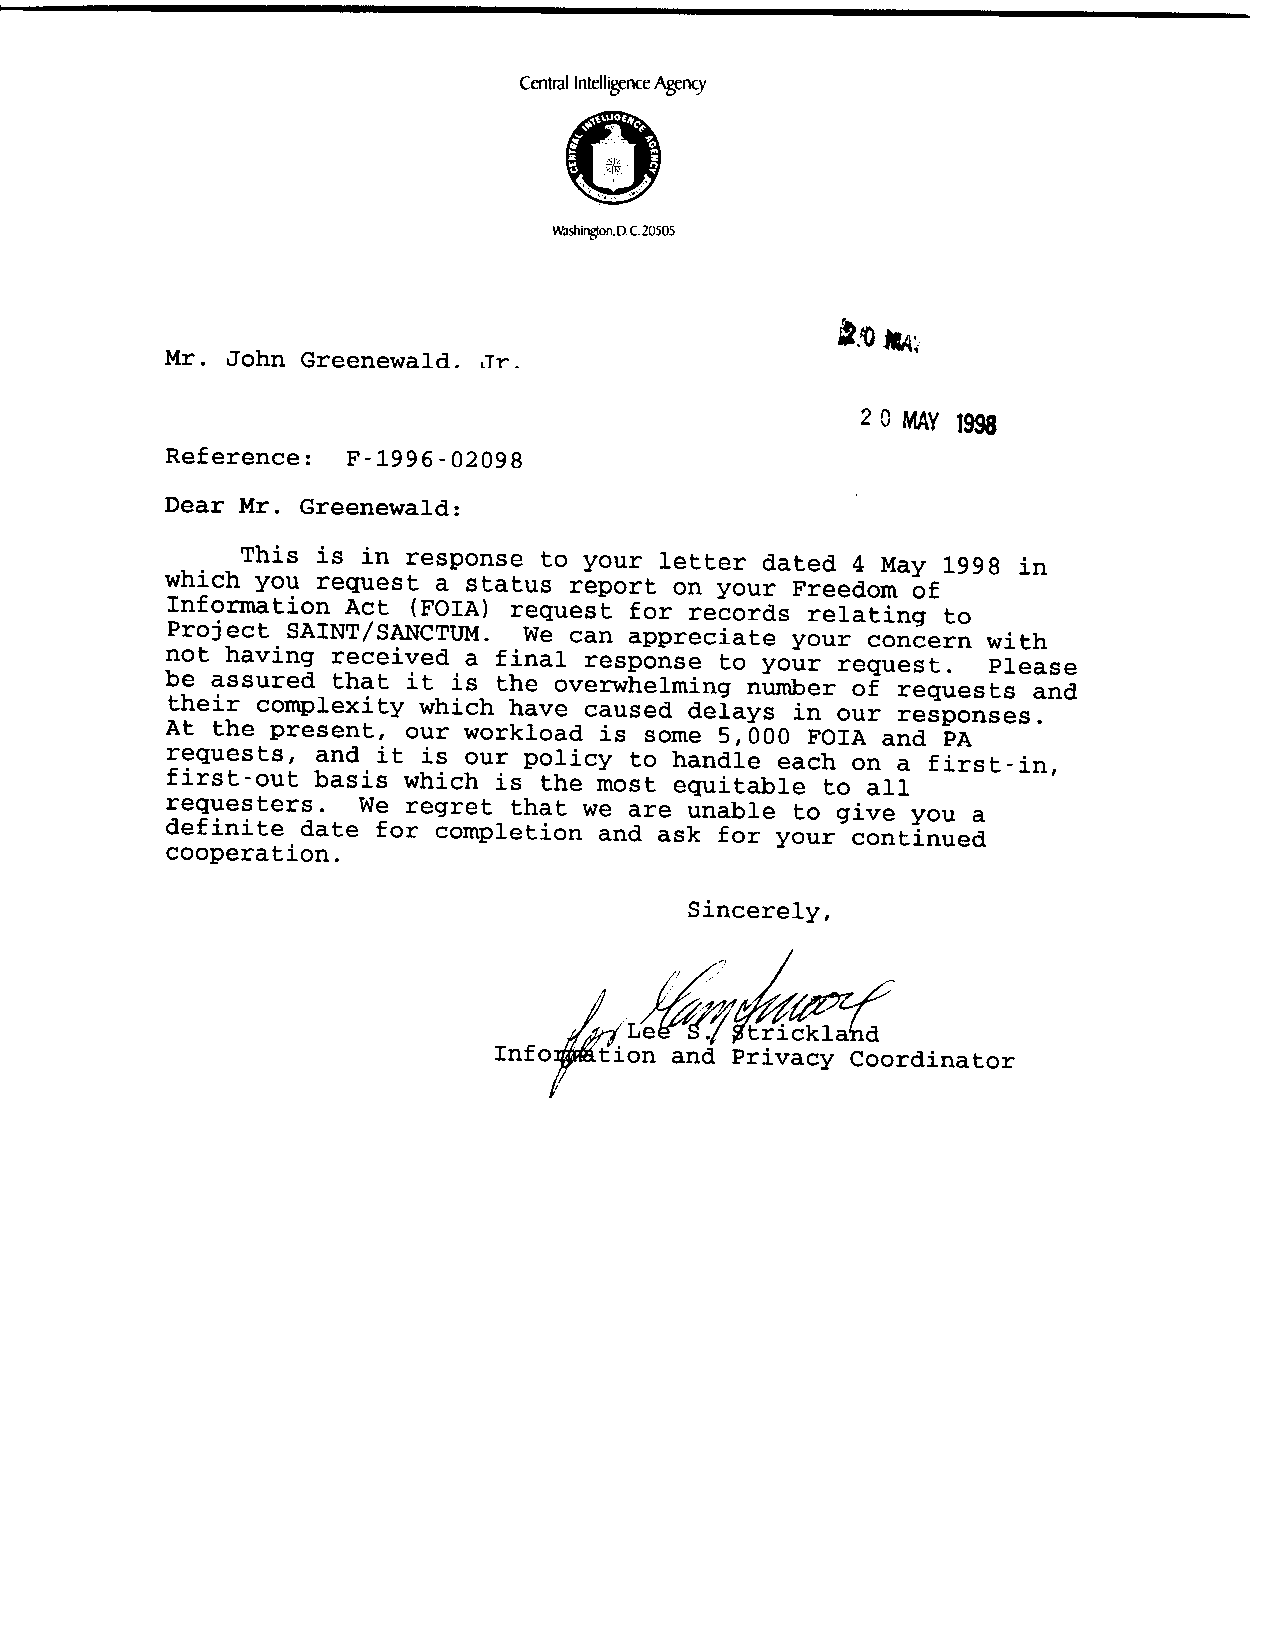 Central Intelligence Agency
CENTRAL INTELLIGENCE AGENCY
Washington, D.C. 20505
20 MAY
Mr. John Greenewald. Jr.
20 MAY 1998
Reference: F-1996-02098
Dear Mr. Greenewald:
This is in response to your letter dated 4 May 1998 in
which you request a status report on your Freedom of
Information Act (FOIA) request for records relating to
Project SAINT/SANCTUM. We can appreciate your concern with
not having received a final response to your request. Please
be assured that it is the overwhelming number of requests and
their complexity which have caused delays in our responses.
At the present, our workload is some 5,000 FOIA and PA
requests, and it is our policy to handle each on a first-in,
first-out basis which is the most equitable to all
requesters. We regret that we are unable to give you a
definite date for completion and ask for your continued
cooperation.
Sincerely,
for Lee S. Strickland
Information and Privacy Coordinator